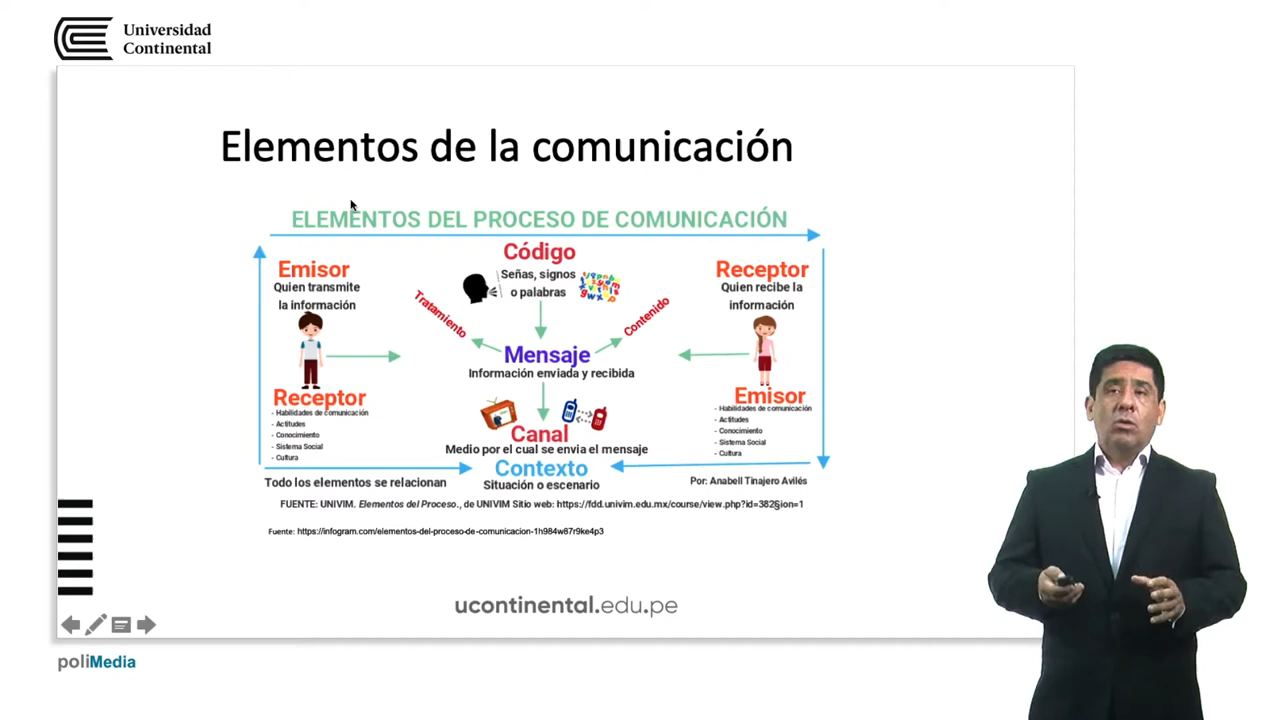 Universidad
Continental
Elementos de la comunicación
ELEMENTOS DEL PROCESO DE COMUNICACIÓN
Código
Señas, signos
o palabras
Emisor
Quien transmite
la información
Receptor
Quien recibe la
información
Tratamiento
Contenido
Mensaje
Información enviada y recibida
Receptor
- Habilidades de comunicación
- Actitudes
- Conocimiento
- Sistema Social
- Cultura
Emisor
- Habilidades de comunicación
- Actitudes
- Conocimiento
- Sistema Social
- Cultura
Canal
Medio por el cual se envia el mensaje
Contexto
Situación o escenario
Todo los elementos se relacionan
Por: Anabell Tinajero Avilés
FUENTE: UNIVIM. Elementos del Proceso., de UNIVIM Sitio web: https://fdd.univim.edu.mx/course/view.php?id=382§ion=1
Fuente: https://infogram.com/elementos-del-proceso-de-comunicacion-1h984w87r9ke4p3
ucontinental.edu.pe
poliMedia